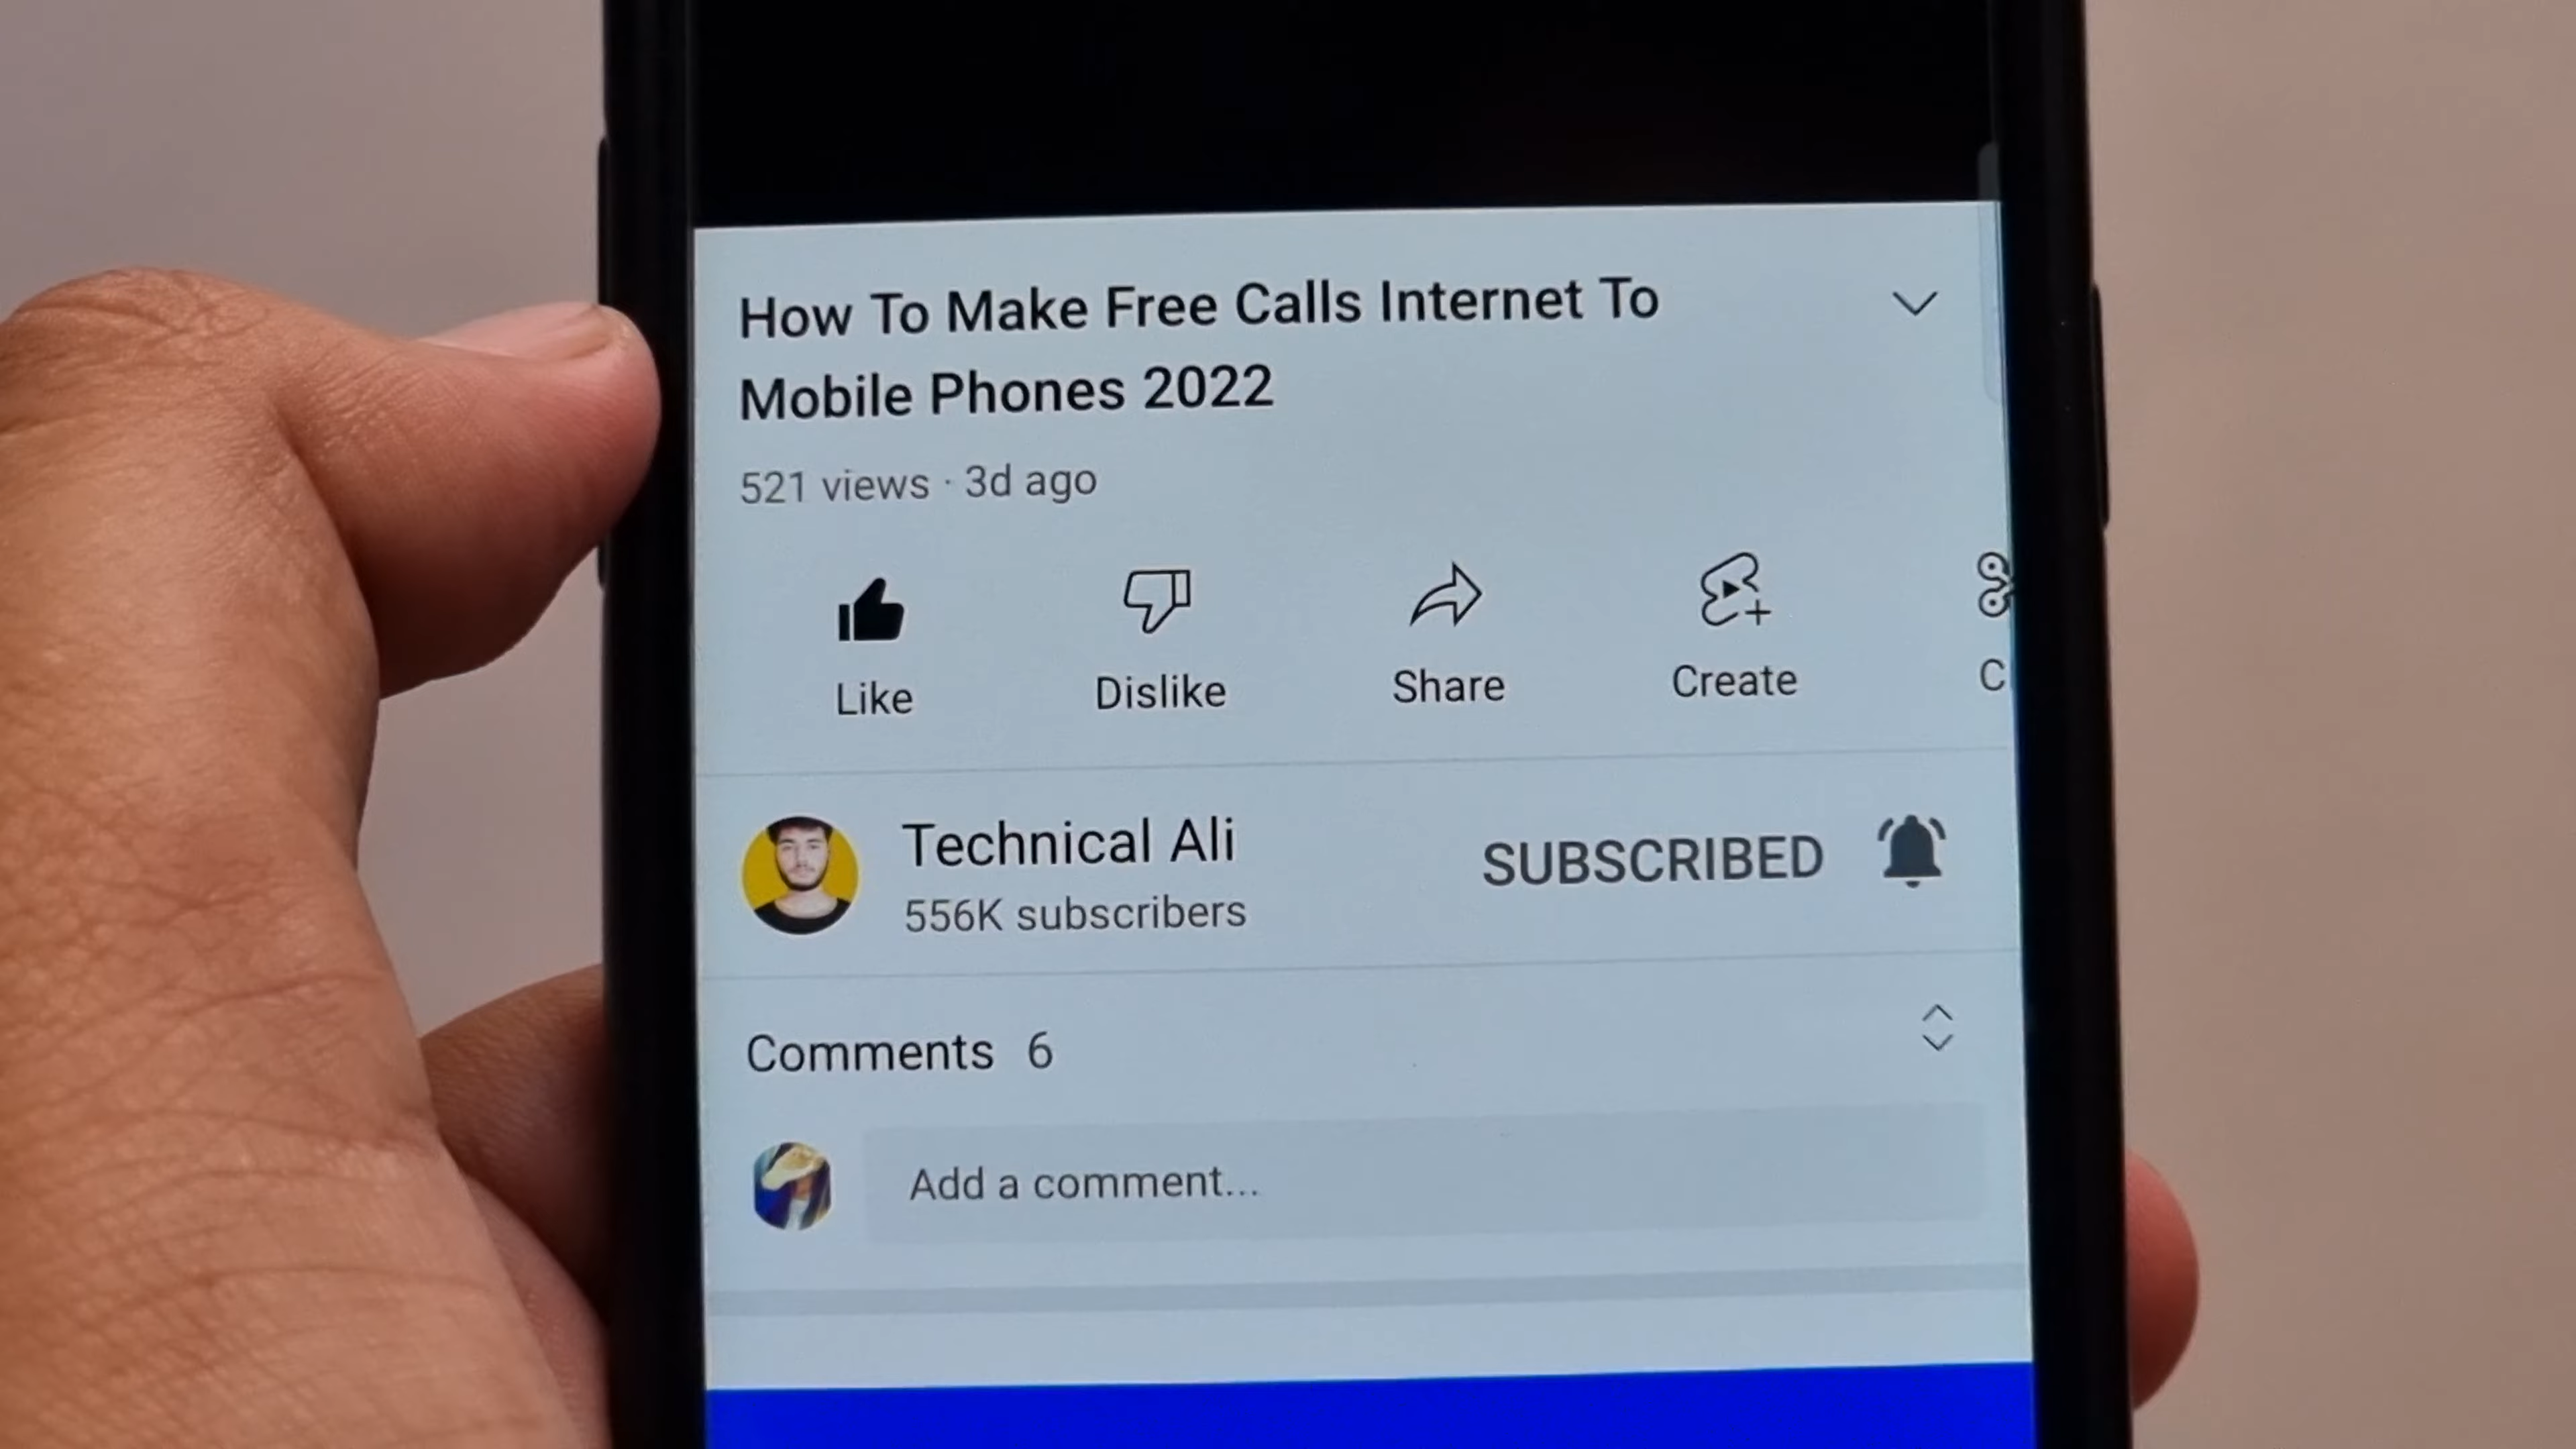 How To Make Free Calls Internet To
Mobile Phones 2022
521 views · 3d ago
Like
Dislike
Share
Create
C
Technical Ali
556K subscribers
SUBSCRIBED
Comments 6
Add a comment...